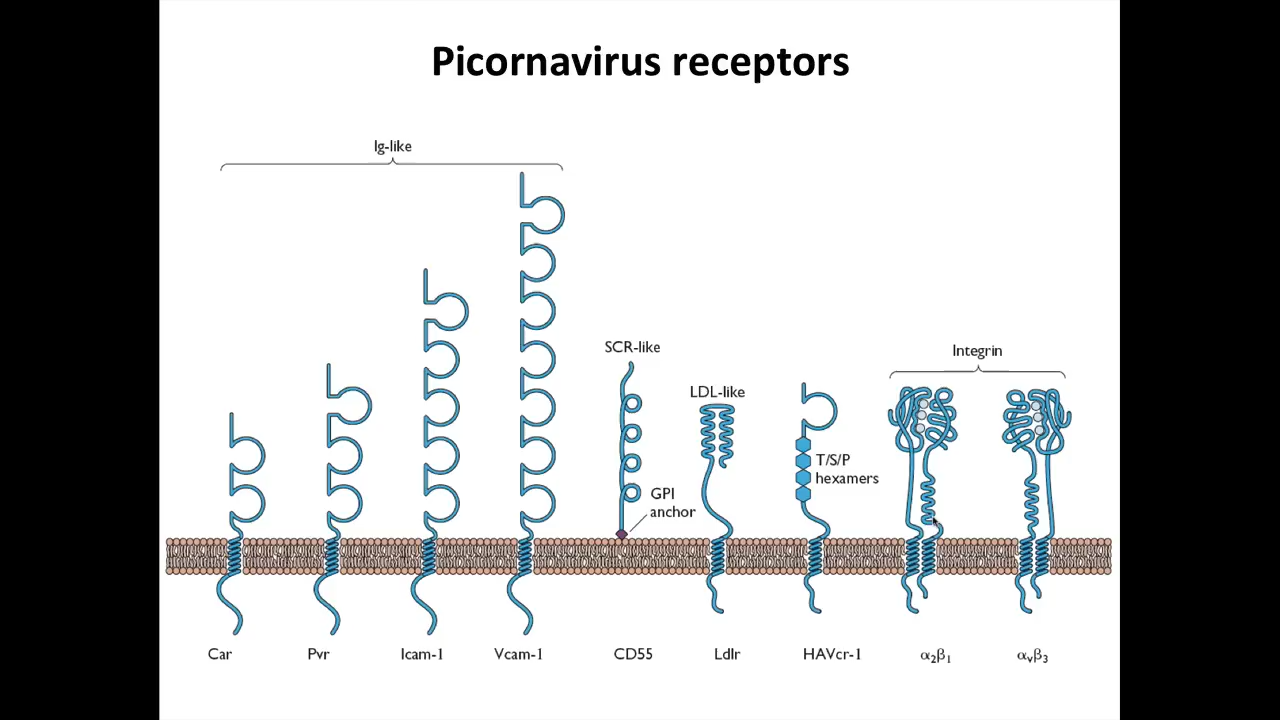 Picornavirus receptors
Ig-like
SCR-like
LDL-like
Integrin
T/S/P
hexamers
GPI
anchor
Car
Pvr
Icam-1
Vcam-1
CD55
Ldlr
HAVcr-1
α2β1
αvβ3